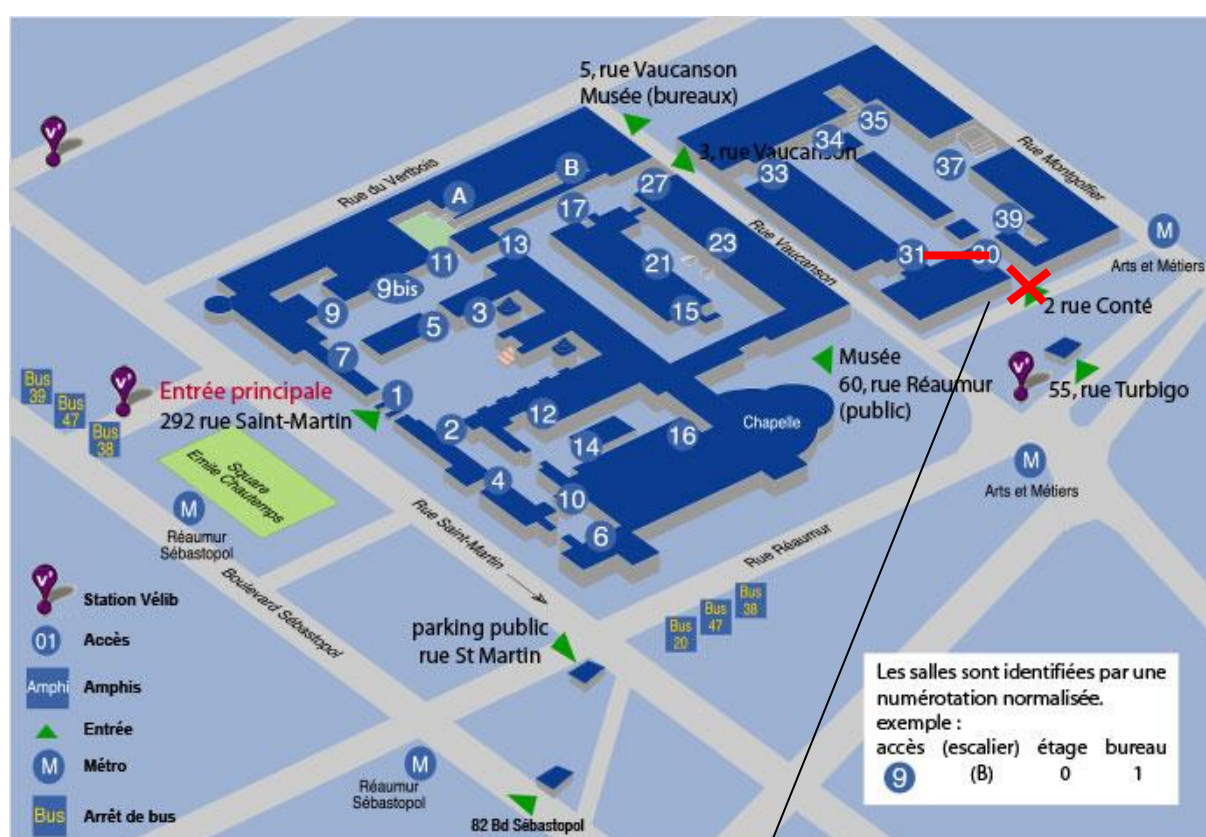 5, rue Vaucanson
Musée (bureaux)
3, rue Vaucanson
Rue du Vertbois
Rue Vaucanson
Rue Montgolfier
A
B
35
34
33
37
39
31
30
27
17
13
11
9bis
9
23
21
15
3
5
7
1
2
12
14
16
4
10
6
Chapelle
M
Arts et Métiers
2 rue Conté
55, rue Turbigo
Musée
60, rue Réaumur
(public)
M
Arts et Métiers
Bus
39
Bus
47
Bus
38
Entrée principale
292 rue Saint-Martin
Square
Emile Chautemps
M
Réaumur
Sébastopol
Rue Saint-Martin
Boulevard Sébastopol
Rue Réaumur
Bus
20
Bus
47
Bus
38
parking public
rue St Martin
M
Réaumur
Sébastopol
82 Bd Sébastopol
V'
V'
V'
V'
Station Vélib
01
Accès
Amphi
Amphis
Entrée
M
Métro
Bus
Arrêt de bus
Les salles sont identifiées par une
numérotation normalisée.
exemple :
accès (escalier) étage bureau
9 (B) 0 1